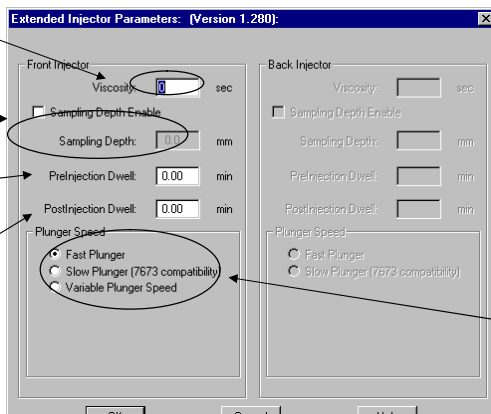 Extended Injector Parameters: (Version 1.280):
Front Injector
Viscosity: 0 sec
Sampling Depth Enable
Sampling Depth: 0.0 mm
PreInjection Dwell: 0.00 min
PostInjection Dwell: 0.00 min
Plunger Speed
Fast Plunger
Slow Plunger (7673 compatibility)
Variable Plunger Speed
Back Injector
Viscosity: sec
Sampling Depth Enable
Sampling Depth: mm
PreInjection Dwell: min
PostInjection Dwell: min
Plunger Speed
Fast Plunger
Slow Plunger (7673 compatibility)